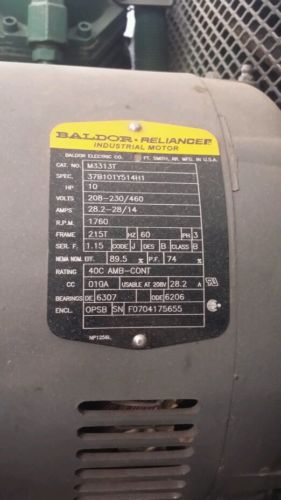 BALDOR • RELIANCER
INDUSTRIAL MOTOR
BALDOR ELECTRIC CO. FT. SMITH, AR. MFD. IN U.S.A.
CAT. NO. M3313T
SPEC. 37B101Y514H1
HP 10
VOLTS 208-230/460
AMPS 28.2-28/14
R.P.M. 1760
FRAME 215T HZ 60 PH 3
SER. F. 1.15 CODE J DES B CLASS B
NEMA NOM. EFF. 89.5 % P.F. 74 %
RATING 40C AMB-CONT
CC 010A USABLE AT 208V 28.2 A
BEARINGS DE 6307 ODE 6206
ENCL. OPSB SN F0704175655